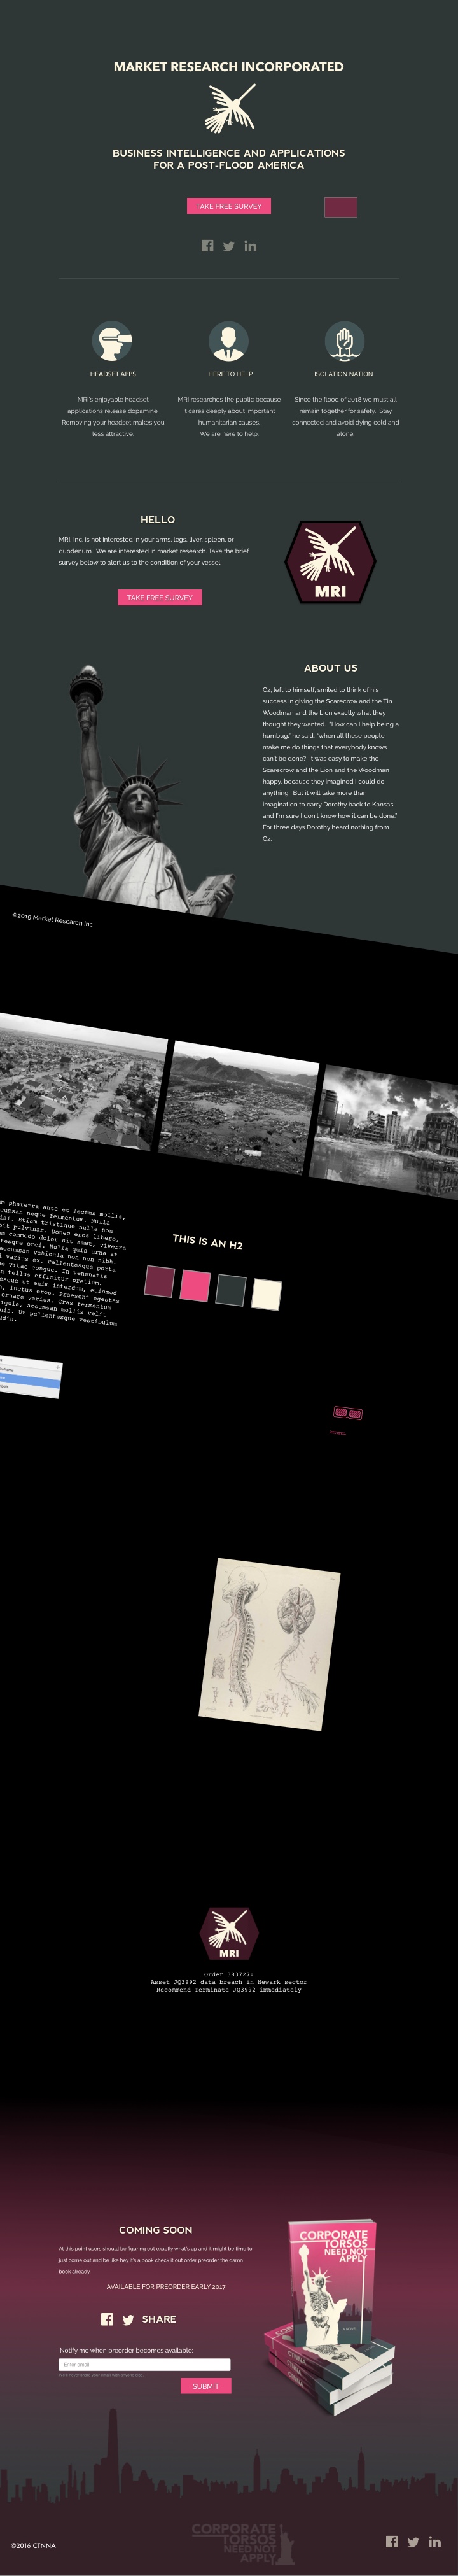 MARKET RESEARCH INCORPORATED
BUSINESS INTELLIGENCE AND APPLICATIONS
FOR A POST-FLOOD AMERICA
TAKE FREE SURVEY
HEADSET APPS
MRI's enjoyable headset
applications release dopamine.
Removing your headset makes you
less attractive.
HERE TO HELP
MRI researches the public because
it cares deeply about important
humanitarian causes.
We are here to help.
ISOLATION NATION
Since the flood of 2018 we must all
remain together for safety. Stay
connected and avoid dying cold and
alone.
HELLO
MRI, Inc. is not interested in your arms, legs, liver, spleen, or
duodenum. We are interested in market research. Take the brief
survey below to alert us to the condition of your vessel.
TAKE FREE SURVEY
MRI
ABOUT US
Oz, left to himself, smiled to think of his
success in giving the Scarecrow and the Tin
Woodman and the Lion exactly what they
thought they wanted. "How can I help being a
humbug," he said, "when all these people
make me do things that everybody knows
can't be done? It was easy to make the
Scarecrow and the Lion and the Woodman
happy, because they imagined I could do
anything. But it will take more than
imagination to carry Dorothy back to Kansas,
and I'm sure I don't know how it can be done."
For three days Dorothy heard nothing from
Oz.
©2019 Market Research Inc
m pharetra ante et lectus mollis,
cumsan neque fermentum. Nulla
isi. Etiam tristique nulla non
pit pulvinar. Donec eros libero,
m commodo dolor sit amet, viverra
tesque orci. Nulla quis urna at
accumsan vehicula non non nibh.
varius ex. Pellentesque porta
e vitae congue. In venenatis
n tellus efficitur pretium.
esque ut enim interdum, euismod
n, luctus eros. Praesent egestas
ornare varius. Cras fermentum
igula, accumsan mollis velit
uis. Ut pellentesque vestibulum
udin.
THIS IS AN H2
MRI
Order 383727:
Asset JQ3992 data breach in Newark sector
Recommend Terminate JQ3992 immediately
COMING SOON
At this point users should be figuring out exactly what's up and it might be time to
just come out and be like hey it's a book check it out order preorder the damn
book already.
AVAILABLE FOR PREORDER EARLY 2017
SHARE
Notify me when preorder becomes available:
Enter email
We'll never share your email with anyone else.
SUBMIT
CORPORATE
TORSOS
NEED NOT
APPLY
A NOVEL
CTNNA
CTNNA
©2016 CTNNA
CORPORATE
TORSOS
NEED NOT
APPLY